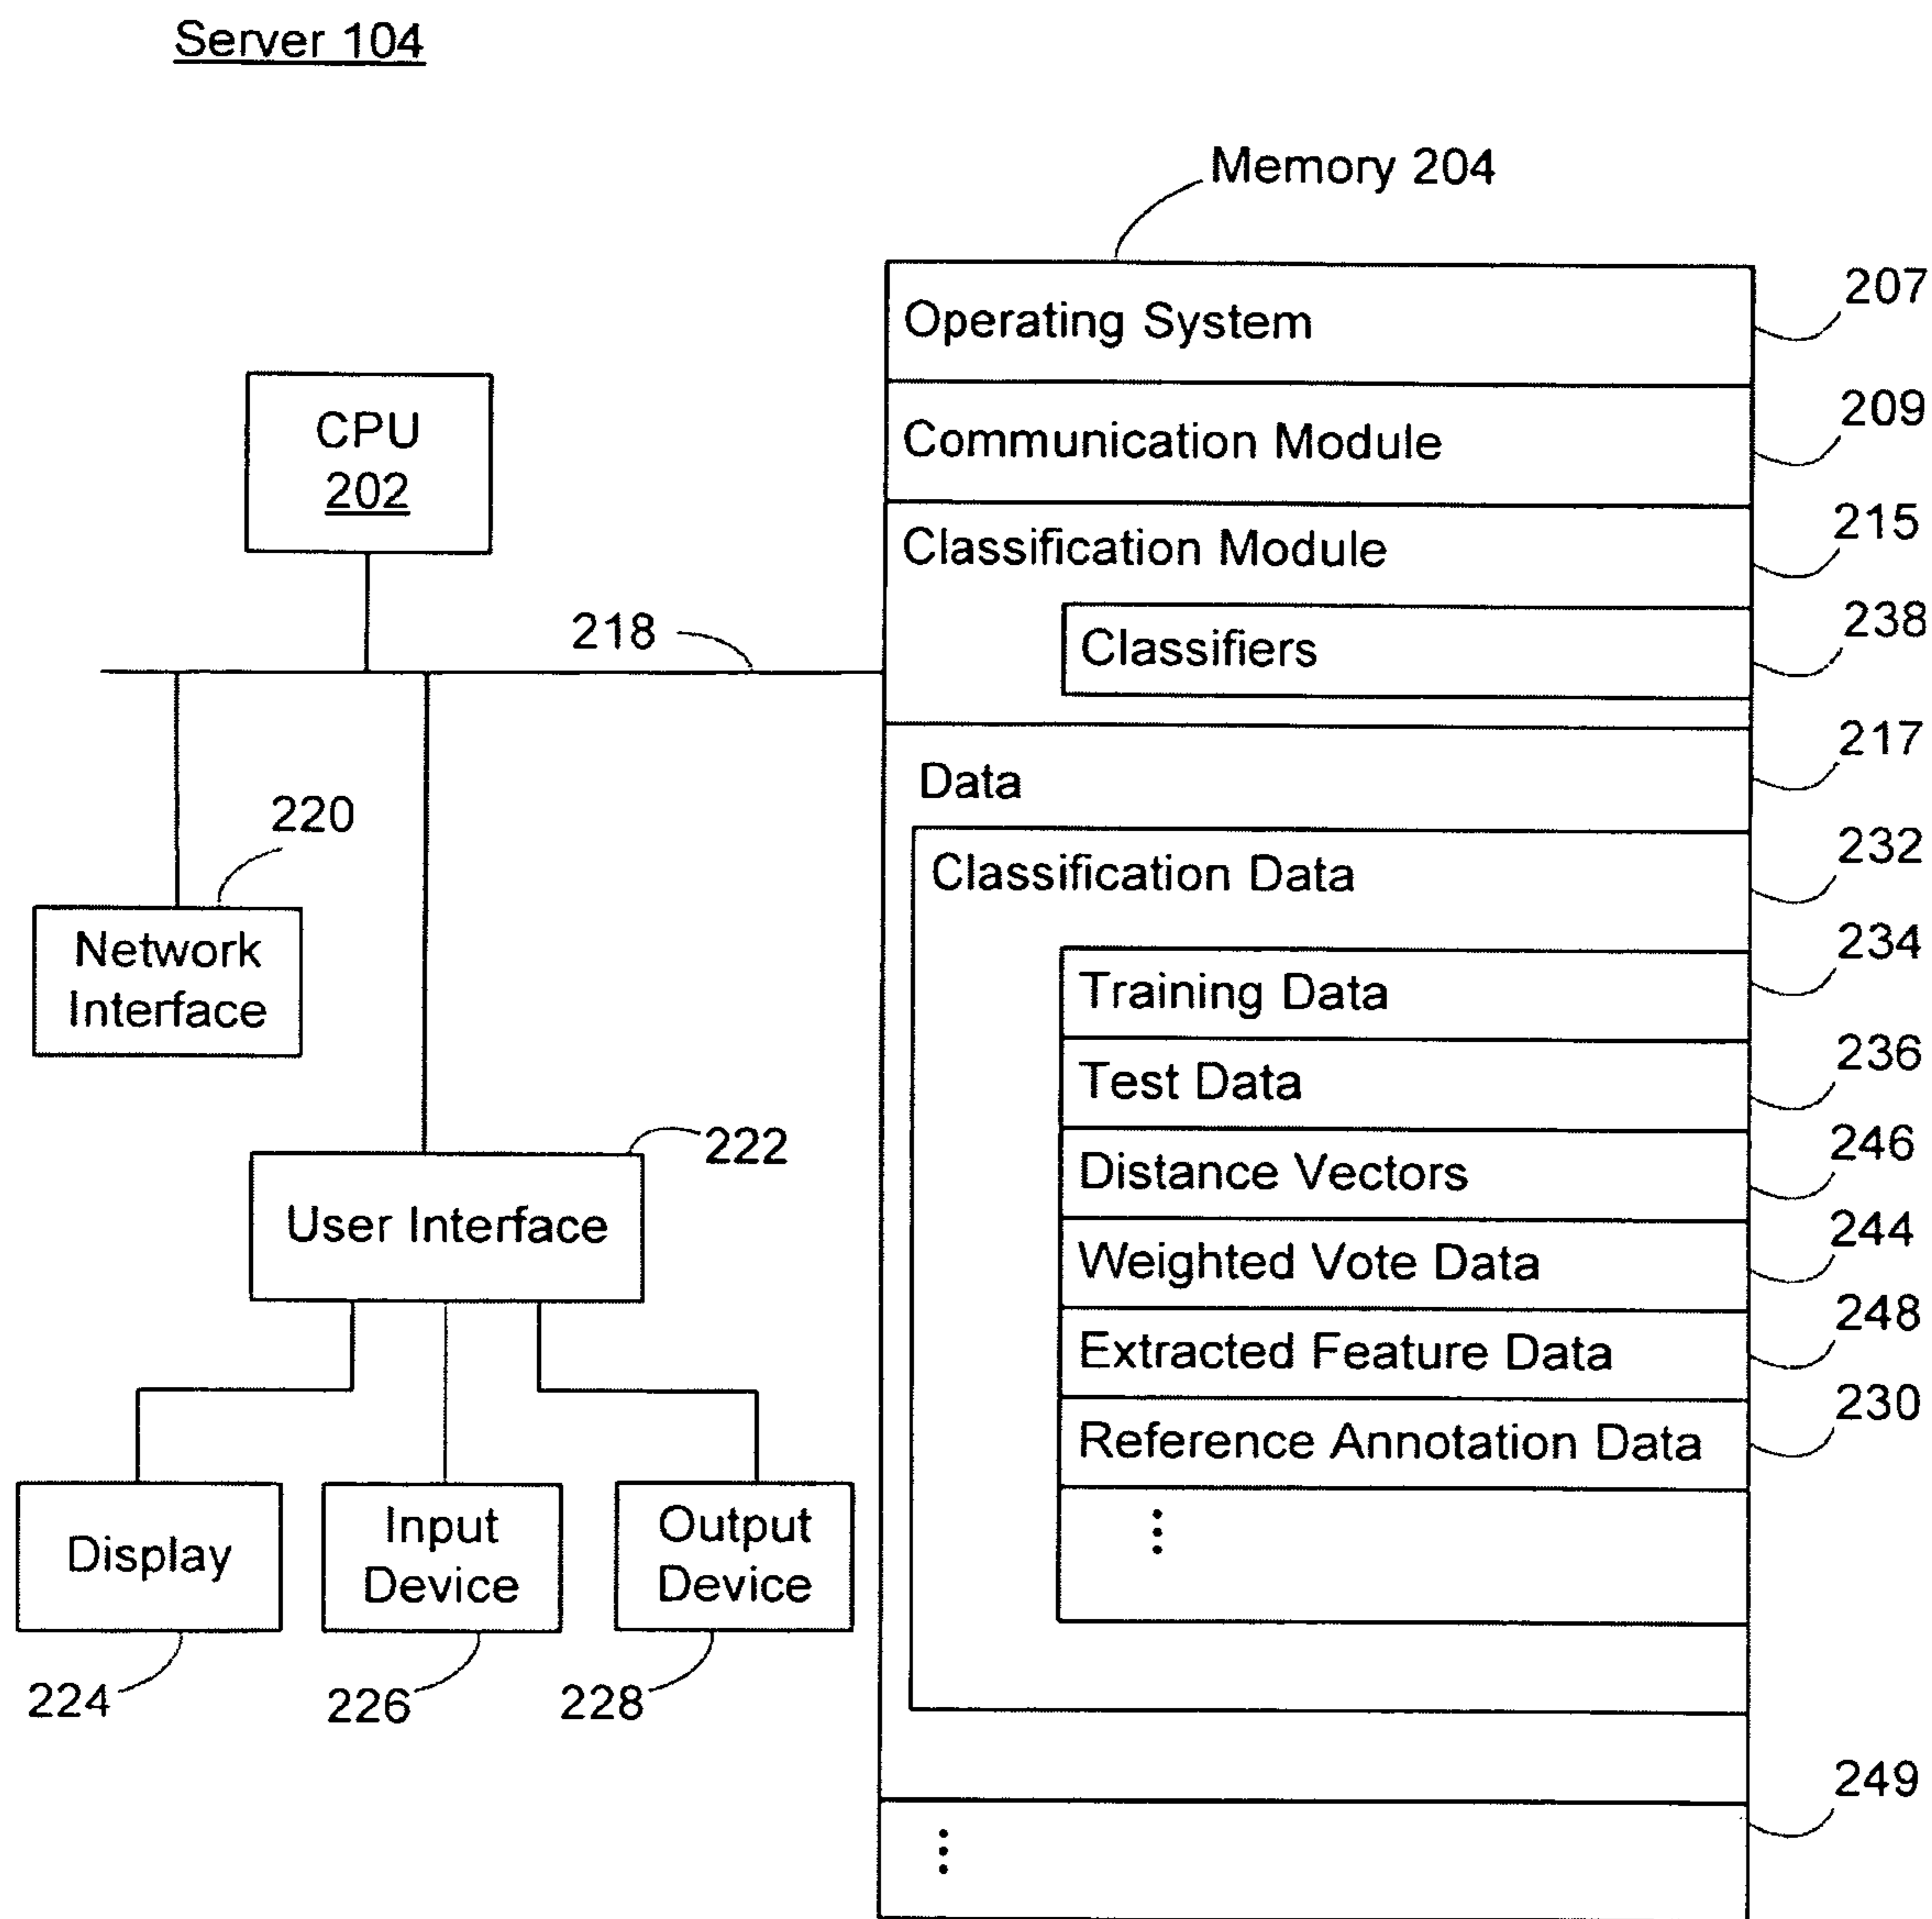 Server 104
Memory 204
Operating System
207
Communication Module
209
Classification Module
215
Classifiers
238
CPU
202
218
Data
217
Classification Data
232
Training Data
234
Test Data
236
Distance Vectors
246
Weighted Vote Data
244
Extracted Feature Data
248
Reference Annotation Data
230
⋮
⋮
249
220
Network
Interface
222
User Interface
Display
224
Input
Device
226
Output
Device
228